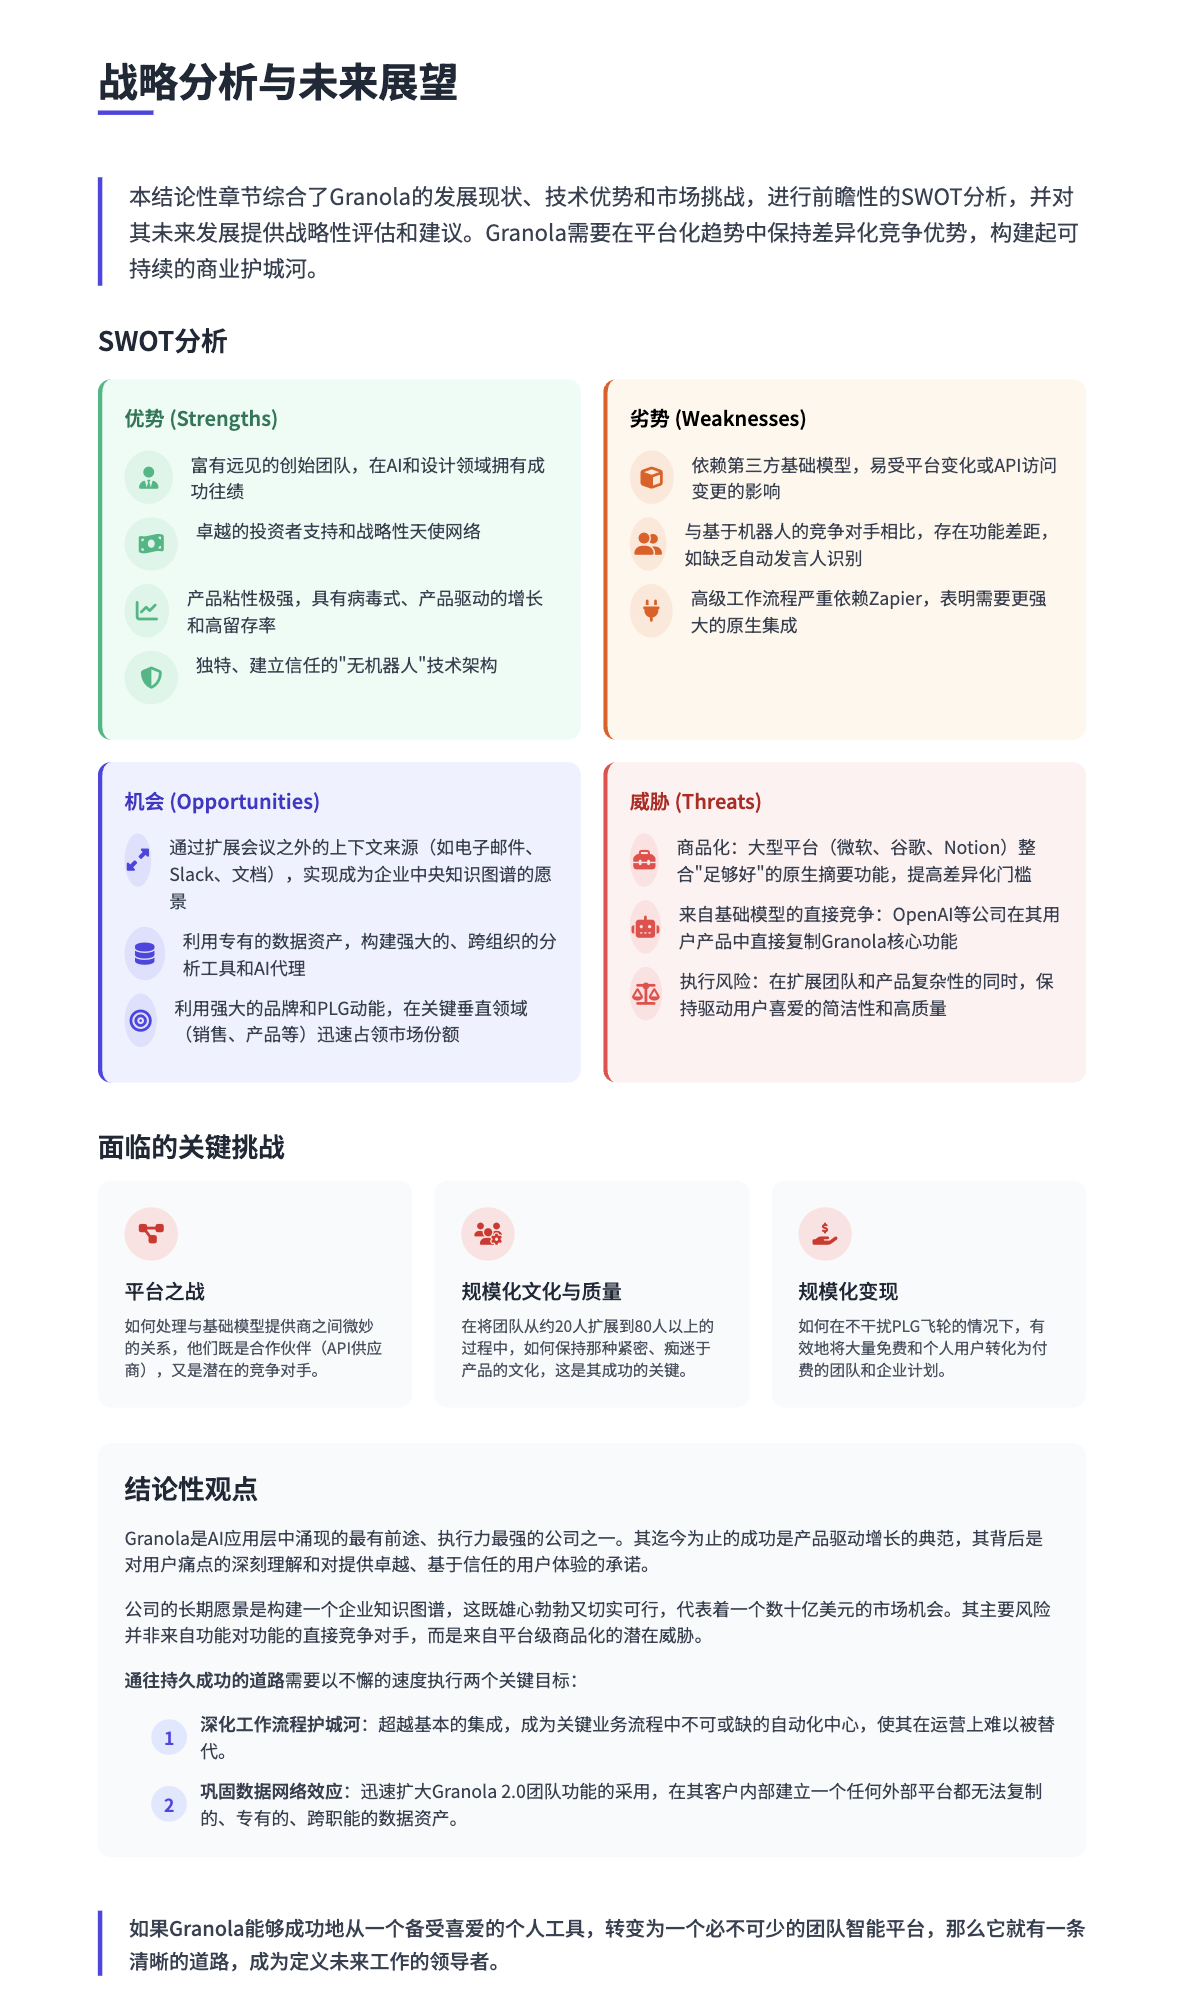 战略分析与未来展望
本结论性章节综合了Granola的发展现状、技术优势和市场挑战，进行前瞻性的SWOT分析，并对
其未来发展提供战略性评估和建议。Granola需要在平台化趋势中保持差异化竞争优势，构建起可
持续的商业护城河。
SWOT分析
优势 (Strengths)
富有远见的创始团队，在AI和设计领域拥有成
功往绩
卓越的投资者支持和战略性天使网络
产品粘性极强，具有病毒式、产品驱动的增长
和高留存率
独特、建立信任的"无机器人"技术架构
劣势 (Weaknesses)
依赖第三方基础模型，易受平台变化或API访问
变更的影响
与基于机器人的竞争对手相比，存在功能差距，
如缺乏自动发言人识别
高级工作流程严重依赖Zapier，表明需要更强
大的原生集成
机会 (Opportunities)
通过扩展会议之外的上下文来源（如电子邮件、
Slack、文档），实现成为企业中央知识图谱的愿
景
利用专有的数据资产，构建强大的、跨组织的分
析工具和AI代理
利用强大的品牌和PLG动能，在关键垂直领域
（销售、产品等）迅速占领市场份额
威胁 (Threats)
商品化：大型平台（微软、谷歌、Notion）整
合"足够好"的原生摘要功能，提高差异化门槛
来自基础模型的直接竞争：OpenAI等公司在其用
户产品中直接复制Granola核心功能
执行风险：在扩展团队和产品复杂性的同时，保
持驱动用户喜爱的简洁性和高质量
面临的关键挑战
平台之战
如何处理与基础模型提供商之间微妙
的关系，他们既是合作伙伴（API供应
商），又是潜在的竞争对手。
规模化文化与质量
在将团队从约20人扩展到80人以上的
过程中，如何保持那种紧密、痴迷于
产品的文化，这是其成功的关键。
规模化变现
如何在不干扰PLG飞轮的情况下，有
效地将大量免费和个人用户转化为付
费的团队和企业计划。
结论性观点
Granola是AI应用层中涌现的最有前途、执行力最强的公司之一。其迄今为止的成功是产品驱动增长的典范，其背后是
对用户痛点的深刻理解和对提供卓越、基于信任的用户体验的承诺。
公司的长期愿景是构建一个企业知识图谱，这既雄心勃勃又切实可行，代表着一个数十亿美元的市场机会。其主要风险
并非来自功能对功能的直接竞争对手，而是来自平台级商品化的潜在威胁。
通往持久成功的道路需要以不懈的速度执行两个关键目标：
1 深化工作流程护城河：超越基本的集成，成为关键业务流程中不可或缺的自动化中心，使其在运营上难以被替
代。
2 巩固数据网络效应：迅速扩大Granola 2.0团队功能的采用，在其客户内部建立一个任何外部平台都无法复制
的、专有的、跨职能的数据资产。
如果Granola能够成功地从一个备受喜爱的个人工具，转变为一个必不可少的团队智能平台，那么它就有一条
清晰的道路，成为定义未来工作的领导者。